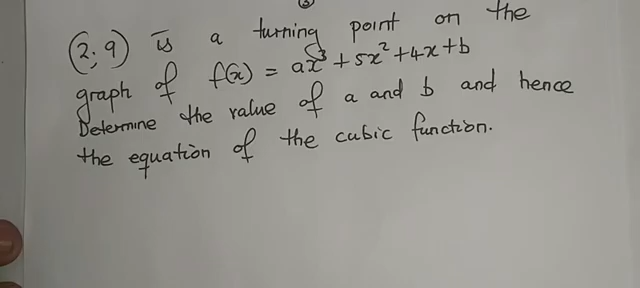 (2;9) is a turning point on the
graph of f(x) = ax³ + 5x² + 4x + b
Determine the value of a and b and hence
the equation of the cubic function.